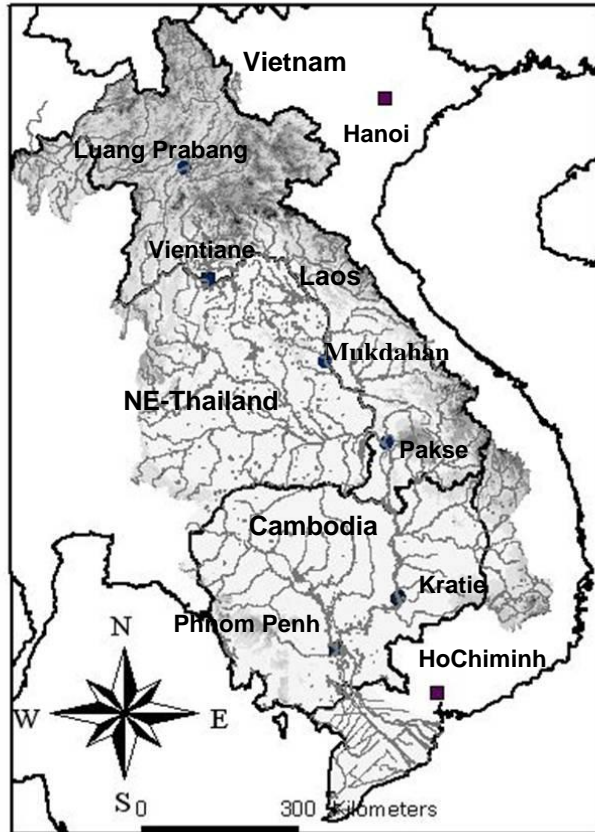 Vietnam
Hanoi
Luang Prabang
Vientiane
Laos
Mukdahan
NE-Thailand
Pakse
Cambodia
Kratie
Phnom Penh
HoChiminh
N
W E
S
0 300 Kilometers